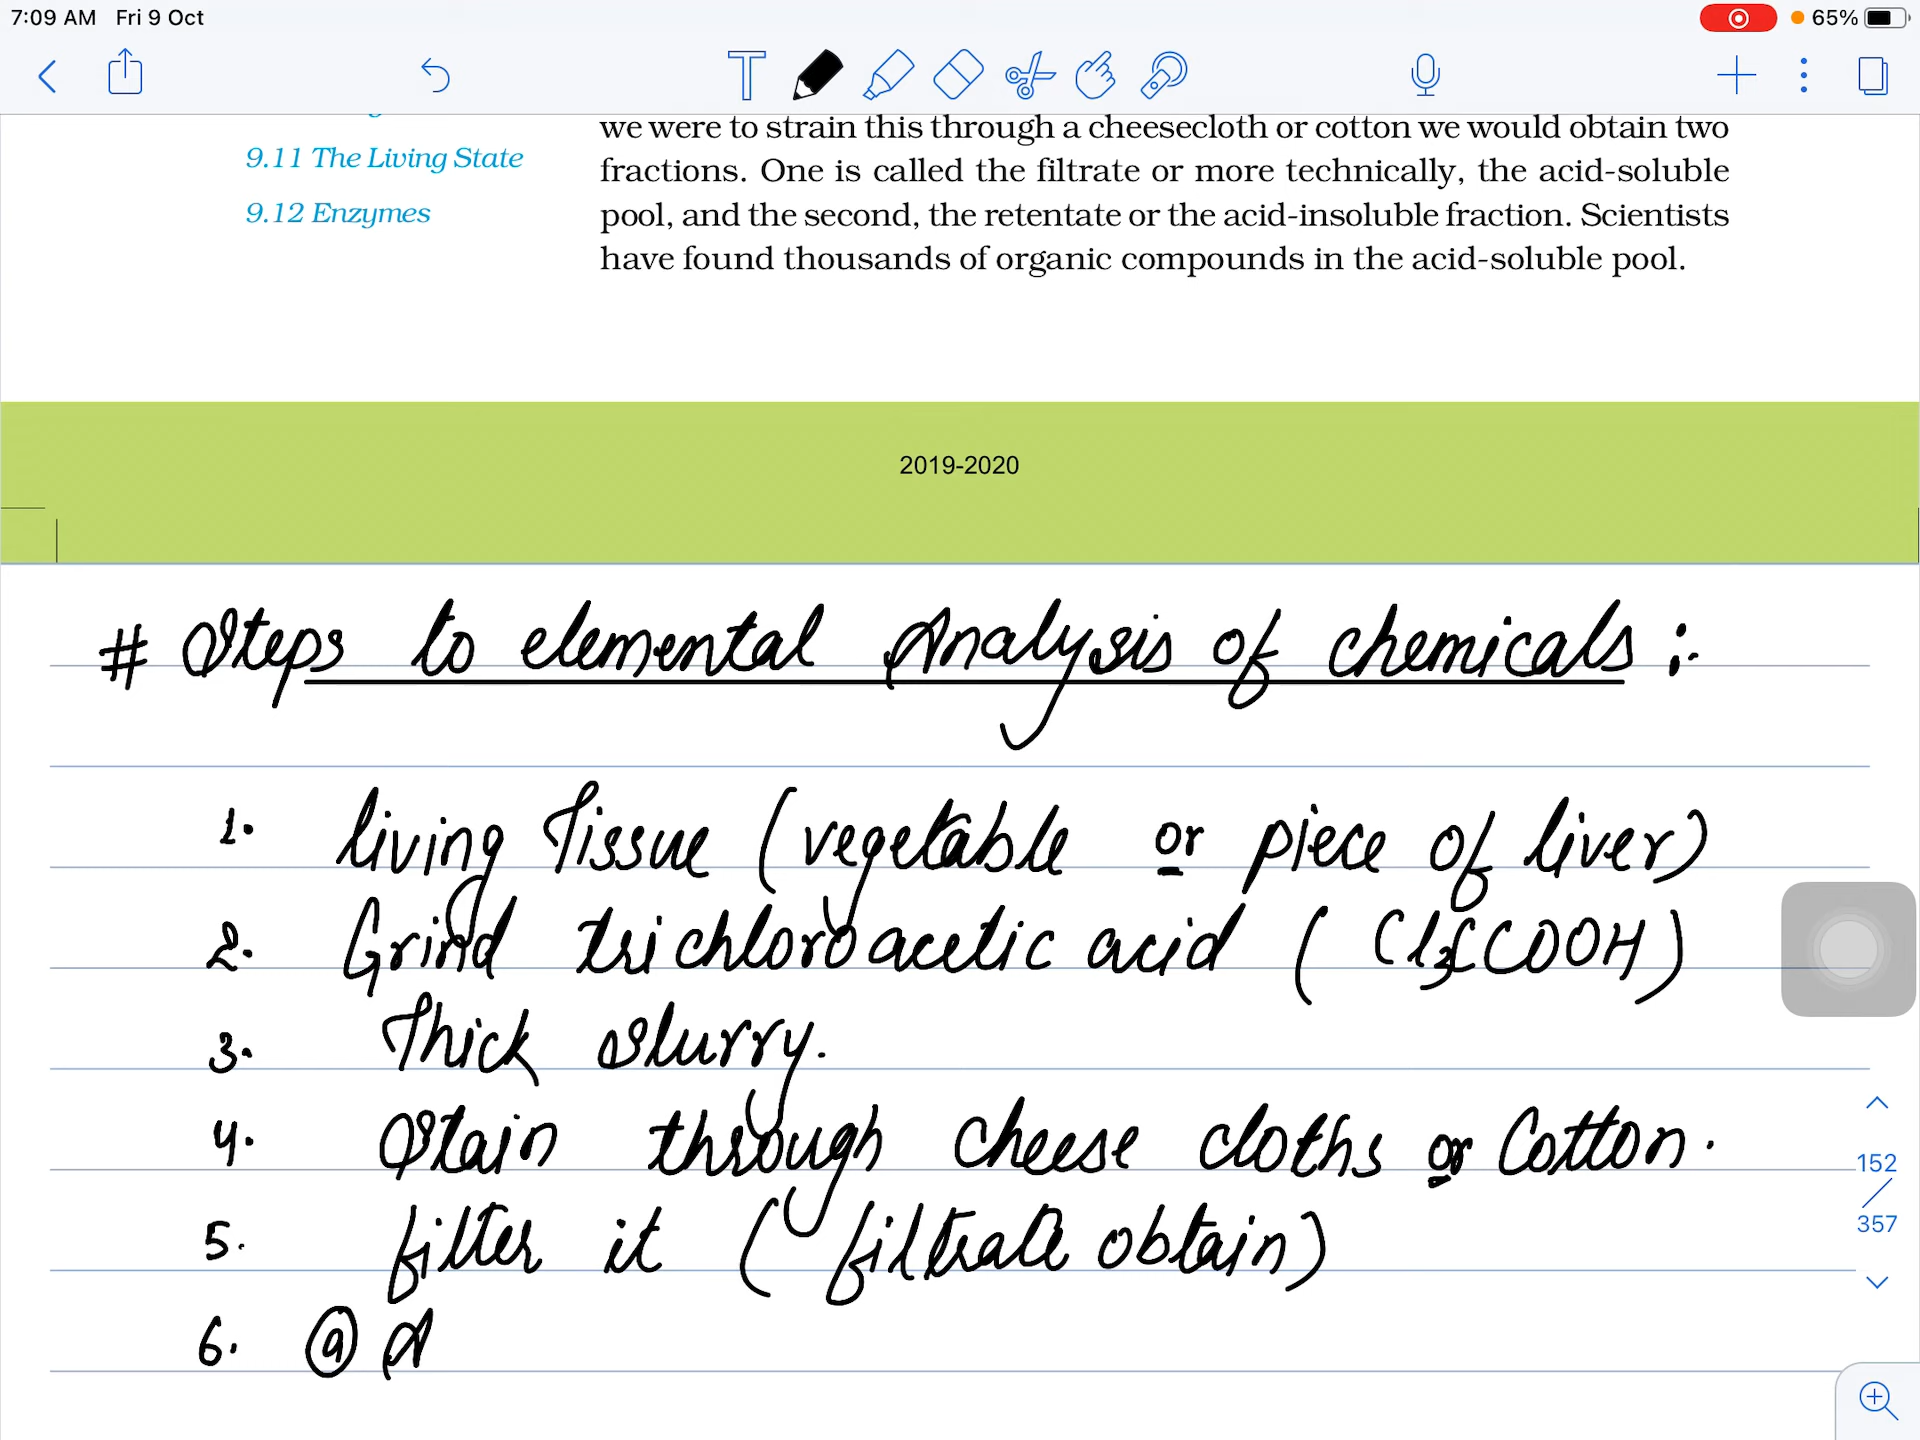 7:09 AM Fri 9 Oct
65%
we were to strain this through a cheesecloth or cotton we would obtain two
9.11 The Living State
fractions. One is called the filtrate or more technically, the acid-soluble
9.12 Enzymes
pool, and the second, the retentate or the acid-insoluble fraction. Scientists
have found thousands of organic compounds in the acid-soluble pool.
2019-2020
# Steps to elemental Analysis of chemicals :-
1. living Tissue (vegetable or piece of liver)
2. Grind trichloroacetic acid ( Cl3CCOOH)
3. Thick slurry.
4. Stain through cheese cloths or Cotton.
5. filter it ( filtrate obtain)
6. (a) A
152
357